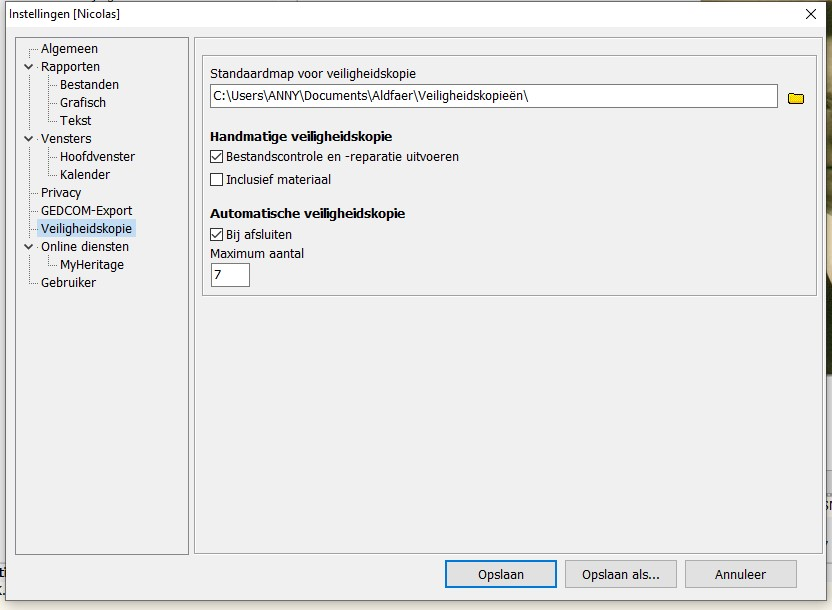 Instellingen [Nicolas]
Algemeen
Rapporten
Bestanden
Grafisch
Tekst
Vensters
Hoofdvenster
Kalender
Privacy
GEDCOM-Export
Veiligheidskopie
Online diensten
MyHeritage
Gebruiker
Standaardmap voor veiligheidskopie
C:\Users\ANNY\Documents\Aldfaer\Veiligheidskopieën\
Handmatige veiligheidskopie
Bestandscontrole en -reparatie uitvoeren
Inclusief materiaal
Automatische veiligheidskopie
Bij afsluiten
Maximum aantal
7
Opslaan
Opslaan als...
Annuleer